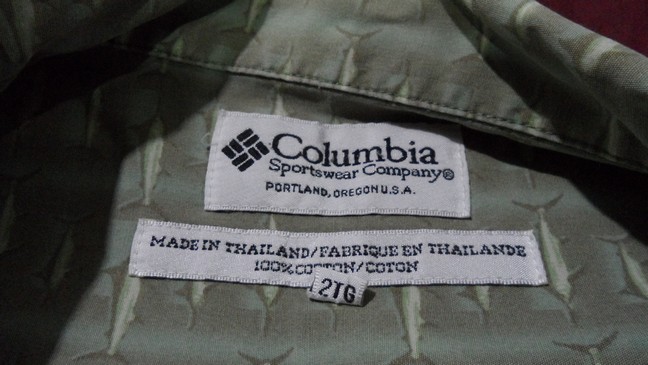 Columbia
Sportswear Company®
PORTLAND, OREGON U.S.A.
MADE IN THAILAND/FABRIQUE EN THAILANDE
100% COTTON/COTON
2TG